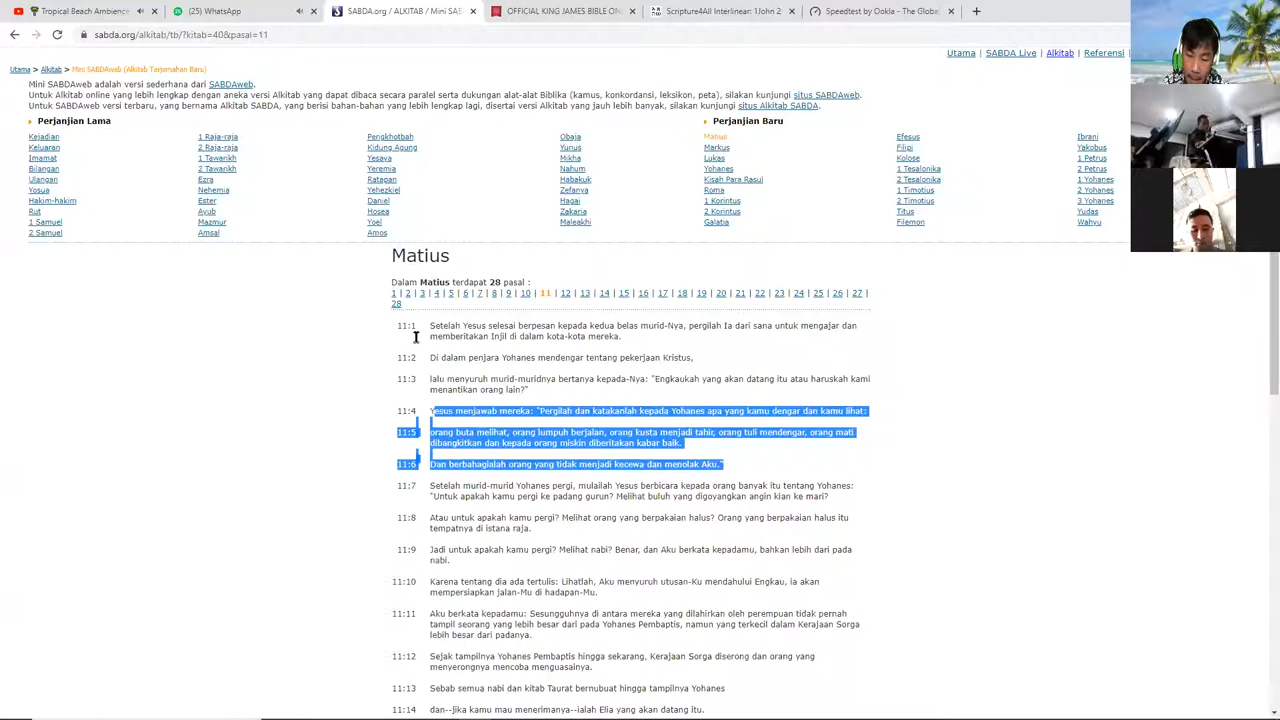 Tropical Beach Ambience
(25) WhatsApp
SABDA.org / ALKITAB / Mini SAB
OFFICIAL KING JAMES BIBLE ON
Scripture4All Interlinear: 1John 2:
Speedtest by Ookla - The Globa
sabda.org/alkitab/tb/?kitab=40&pasal=11
Utama | SABDA Live | Alkitab | Referensi |
Utama > Alkitab > Mini SABDAweb (Alkitab Terjemahan Baru)
Mini SABDAweb adalah versi sederhana dari SABDAweb.
Untuk Alkitab online yang lebih lengkap dengan aneka versi Alkitab yang dapat dibaca secara paralel serta dukungan alat-alat Biblika (kamus, konkordansi, leksikon, peta), silakan kunjungi SABDAweb.
Untuk SABDAweb versi terbaru, yang bernama Alkitab SABDA, yang berisi bahan-bahan yang lebih lengkap lagi, disertai versi Alkitab yang jauh lebih banyak, silakan kunjungi situs Alkitab SABDA.
Perjanjian Lama
Perjanjian Baru
Kejadian 1 Raja-raja Pengkhotbah Obaja Matius Efesus Ibrani
Keluaran 2 Raja-raja Kidung Agung Yunus Markus Filipi Yakobus
Imamat 1 Tawarikh Yesaya Mikha Lukas Kolose 1 Petrus
Bilangan 2 Tawarikh Yeremia Nahum Yohanes 1 Tesalonika 2 Petrus
Ulangan Ezra Ratapan Habakuk Kisah Para Rasul 2 Tesalonika 1 Yohanes
Yosua Nehemia Yehezkiel Zefanya Roma 1 Timotius 2 Yohanes
Hakim-hakim Ester Daniel Hagai 1 Korintus 2 Timotius 3 Yohanes
Rut Ayub Hosea Zakaria 2 Korintus Titus Yudas
1 Samuel Mazmur Yoel Maleakhi Galatia Filemon Wahyu
2 Samuel Amsal Amos
Matius
Dalam Matius terdapat 28 pasal :
1 | 2 | 3 | 4 | 5 | 6 | 7 | 8 | 9 | 10 | 11 | 12 | 13 | 14 | 15 | 16 | 17 | 18 | 19 | 20 | 21 | 22 | 23 | 24 | 25 | 26 | 27 |
28
11:1 Setelah Yesus selesai berpesan kepada kedua belas murid-Nya, pergilah Ia dari sana untuk mengajar dan
memberitakan Injil di dalam kota-kota mereka.
11:2 Di dalam penjara Yohanes mendengar tentang pekerjaan Kristus,
11:3 lalu menyuruh murid-muridnya bertanya kepada-Nya: "Engkaukah yang akan datang itu atau haruskah kami
menantikan orang lain?"
11:4 Yesus menjawab mereka: "Pergilah dan katakanlah kepada Yohanes apa yang kamu dengar dan kamu lihat:
11:5 orang buta melihat, orang lumpuh berjalan, orang kusta menjadi tahir, orang tuli mendengar, orang mati
dibangkitkan dan kepada orang miskin diberitakan kabar baik.
11:6 Dan berbahagialah orang yang tidak menjadi kecewa dan menolak Aku."
11:7 Setelah murid-murid Yohanes pergi, mulailah Yesus berbicara kepada orang banyak itu tentang Yohanes:
"Untuk apakah kamu pergi ke padang gurun? Melihat buluh yang digoyangkan angin kian ke mari?
11:8 Atau untuk apakah kamu pergi? Melihat orang yang berpakaian halus? Orang yang berpakaian halus itu
tempatnya di istana raja.
11:9 Jadi untuk apakah kamu pergi? Melihat nabi? Benar, dan Aku berkata kepadamu, bahkan lebih dari pada
nabi.
11:10 Karena tentang dia ada tertulis: Lihatlah, Aku menyuruh utusan-Ku mendahului Engkau, ia akan
mempersiapkan jalan-Mu di hadapan-Mu.
11:11 Aku berkata kepadamu: Sesungguhnya di antara mereka yang dilahirkan oleh perempuan tidak pernah
tampil seorang yang lebih besar dari pada Yohanes Pembaptis, namun yang terkecil dalam Kerajaan Sorga
lebih besar dari padanya.
11:12 Sejak tampilnya Yohanes Pembaptis hingga sekarang, Kerajaan Sorga diserong dan orang yang
menyerongnya mencoba menguasainya.
11:13 Sebab semua nabi dan kitab Taurat bernubuat hingga tampilnya Yohanes
11:14 dan--jika kamu mau menerimanya--ialah Elia yang akan datang itu.